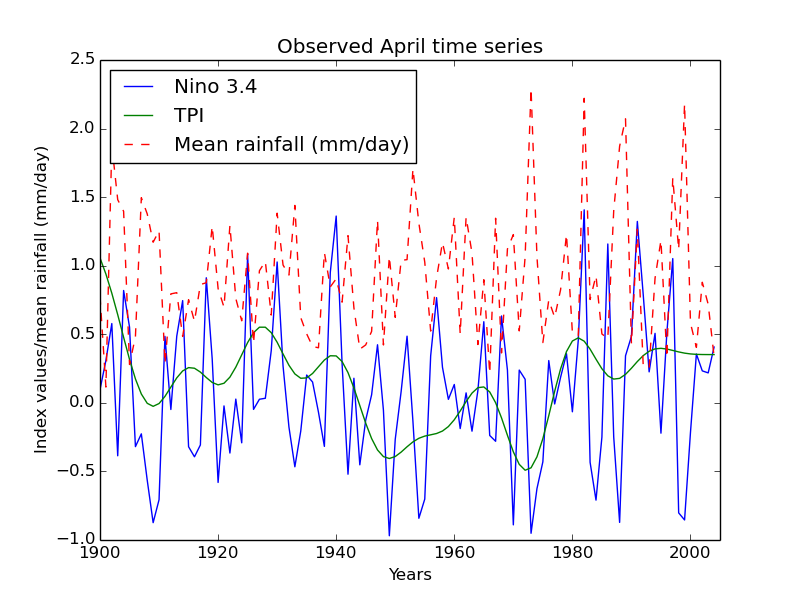 Observed April time series
Nino 3.4
TPI
Mean rainfall (mm/day)
Index values/mean rainfall (mm/day)
2.5
2.0
1.5
1.0
0.5
0.0
−0.5
−1.0
1900 1920 1940 1960 1980 2000
Years